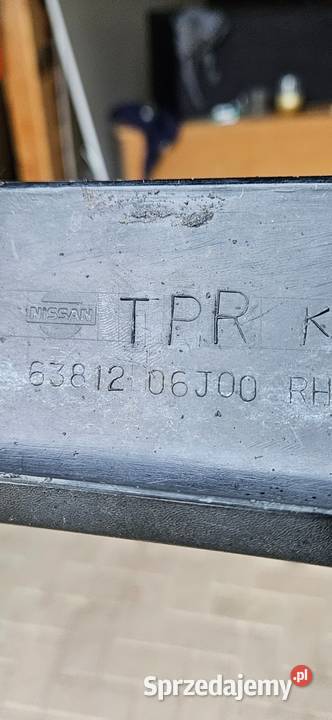 NISSAN TPR K
63812 06J00 RH
Sprzedajemy.pl